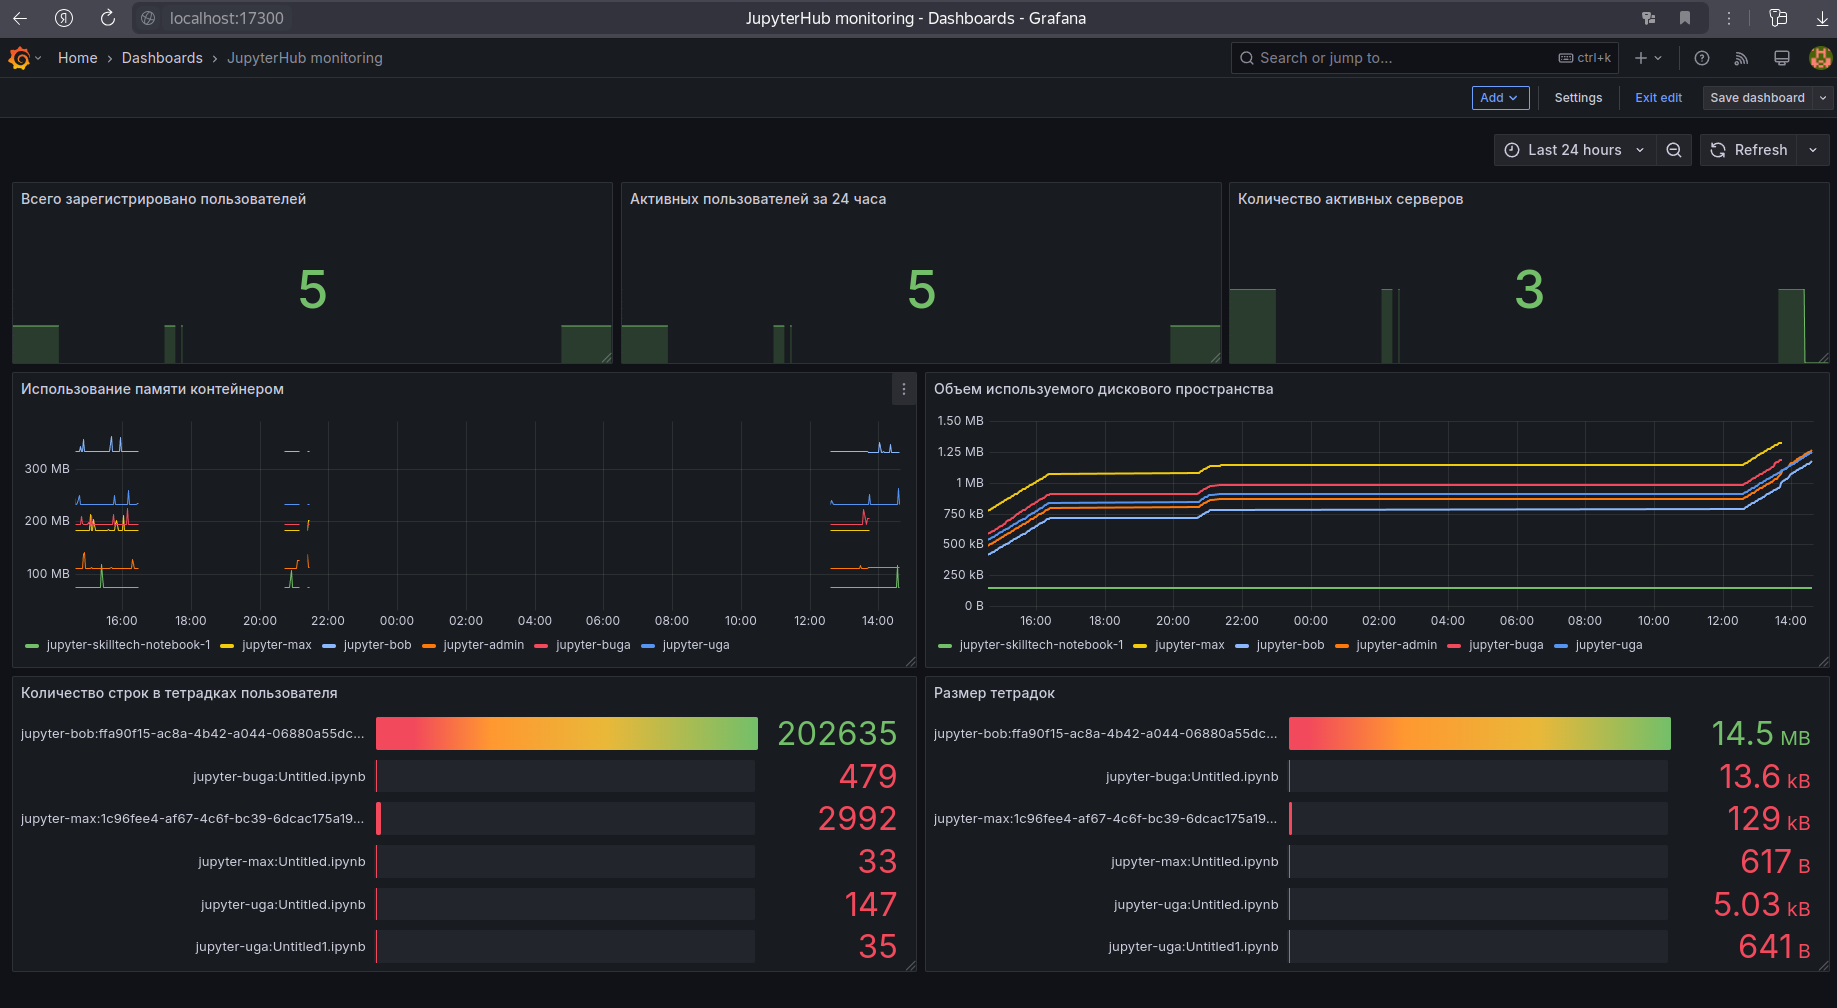 localhost:17300
JupyterHub monitoring - Dashboards - Grafana
Home › Dashboards › JupyterHub monitoring
Search or jump to...
ctrl+k
Add
Settings
Exit edit
Save dashboard
Last 24 hours
Refresh
Всего зарегистрировано пользователей
5
Активных пользователей за 24 часа
5
Количество активных серверов
3
Использование памяти контейнером
300 MB
200 MB
100 MB
16:00 18:00 20:00 22:00 00:00 02:00 04:00 06:00 08:00 10:00 12:00 14:00
jupyter-skilltech-notebook-1 jupyter-max jupyter-bob jupyter-admin jupyter-buga jupyter-uga
Объем используемого дискового пространства
1.50 MB
1.25 MB
1 MB
750 kB
500 kB
250 kB
0 B
16:00 18:00 20:00 22:00 00:00 02:00 04:00 06:00 08:00 10:00 12:00 14:00
jupyter-skilltech-notebook-1 jupyter-max jupyter-bob jupyter-admin jupyter-buga jupyter-uga
Количество строк в тетрадках пользователя
jupyter-bob:ffa90f15-ac8a-4b42-a044-06880a55dc... 202635
jupyter-buga:Untitled.ipynb 479
jupyter-max:1c96fee4-af67-4c6f-bc39-6dcac175a19... 2992
jupyter-max:Untitled.ipynb 33
jupyter-uga:Untitled.ipynb 147
jupyter-uga:Untitled1.ipynb 35
Размер тетрадок
jupyter-bob:ffa90f15-ac8a-4b42-a044-06880a55dc... 14.5 MB
jupyter-buga:Untitled.ipynb 13.6 kB
jupyter-max:1c96fee4-af67-4c6f-bc39-6dcac175a19... 129 kB
jupyter-max:Untitled.ipynb 617 B
jupyter-uga:Untitled.ipynb 5.03 kB
jupyter-uga:Untitled1.ipynb 641 B